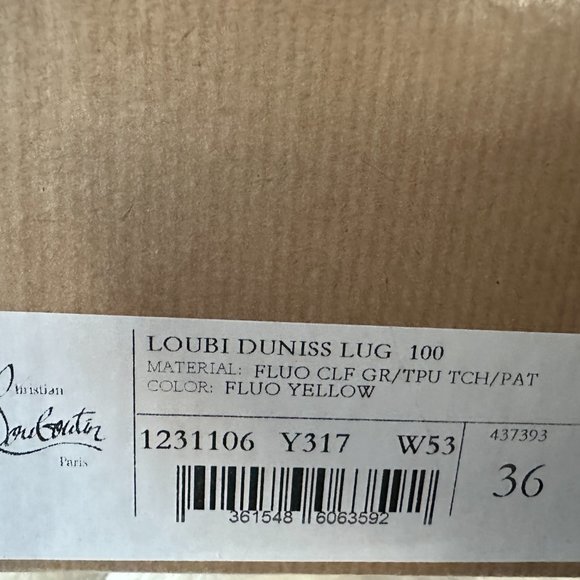 Christian
Louboutin
Paris
LOUBI DUNISS LUG 100
MATERIAL: FLUO CLF GR/TPU TCH/PAT
COLOR: FLUO YELLOW
1231106 Y317 W53
437393
36
361548 6063592